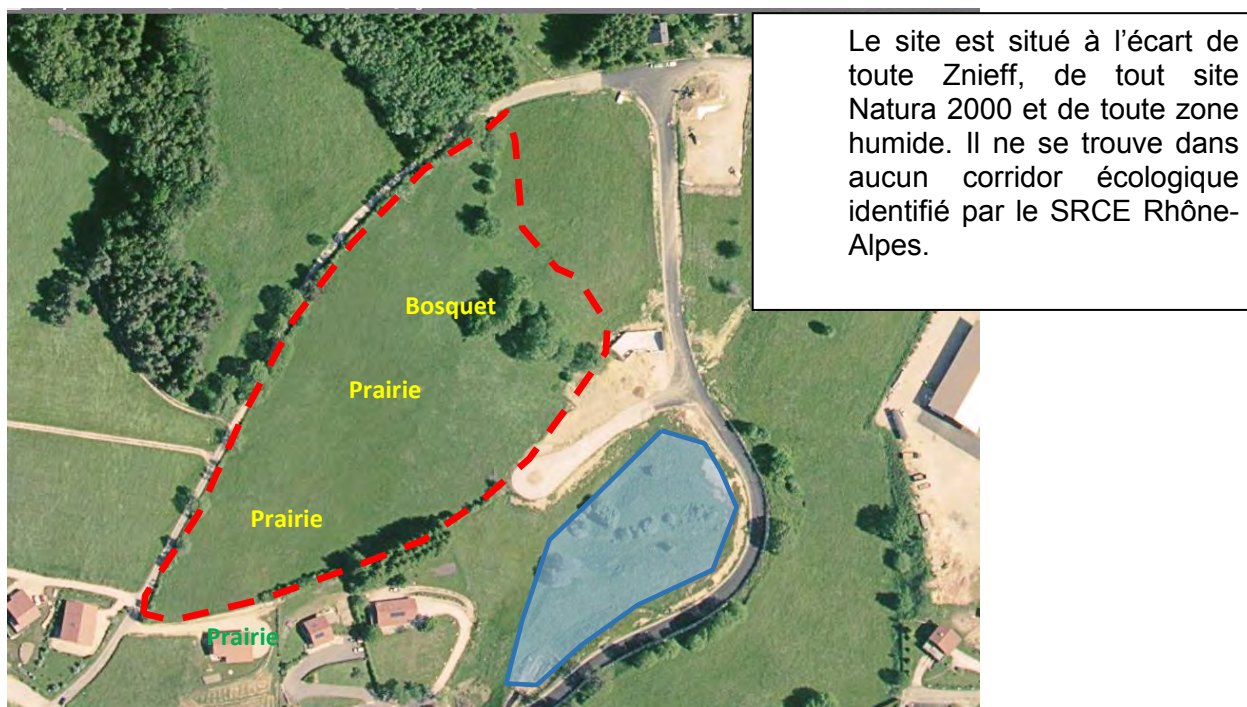 Le site est situé à l’écart de
toute Znieff, de tout site
Natura 2000 et de toute zone
humide. Il ne se trouve dans
aucun corridor écologique
identifié par le SRCE Rhône-
Alpes.
Bosquet
Prairie
Prairie
Prairie